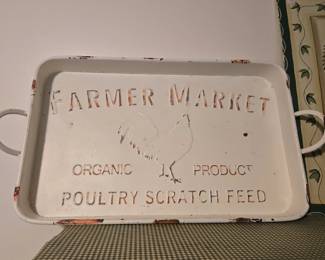 FARMER MARKET
ORGANIC PRODUCT
POULTRY SCRATCH FEED